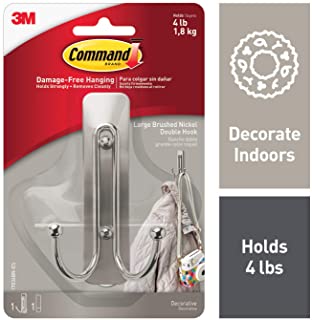 3M
Holds Sujeta
4 lb
1,8 kg
Command
BRAND
Damage-Free Hanging
Holds Strongly • Removes Cleanly
Para colgar sin dañar
Large Brushed Nickel
Double Hook
Decorative
Decorate
Indoors
Holds
4 lbs